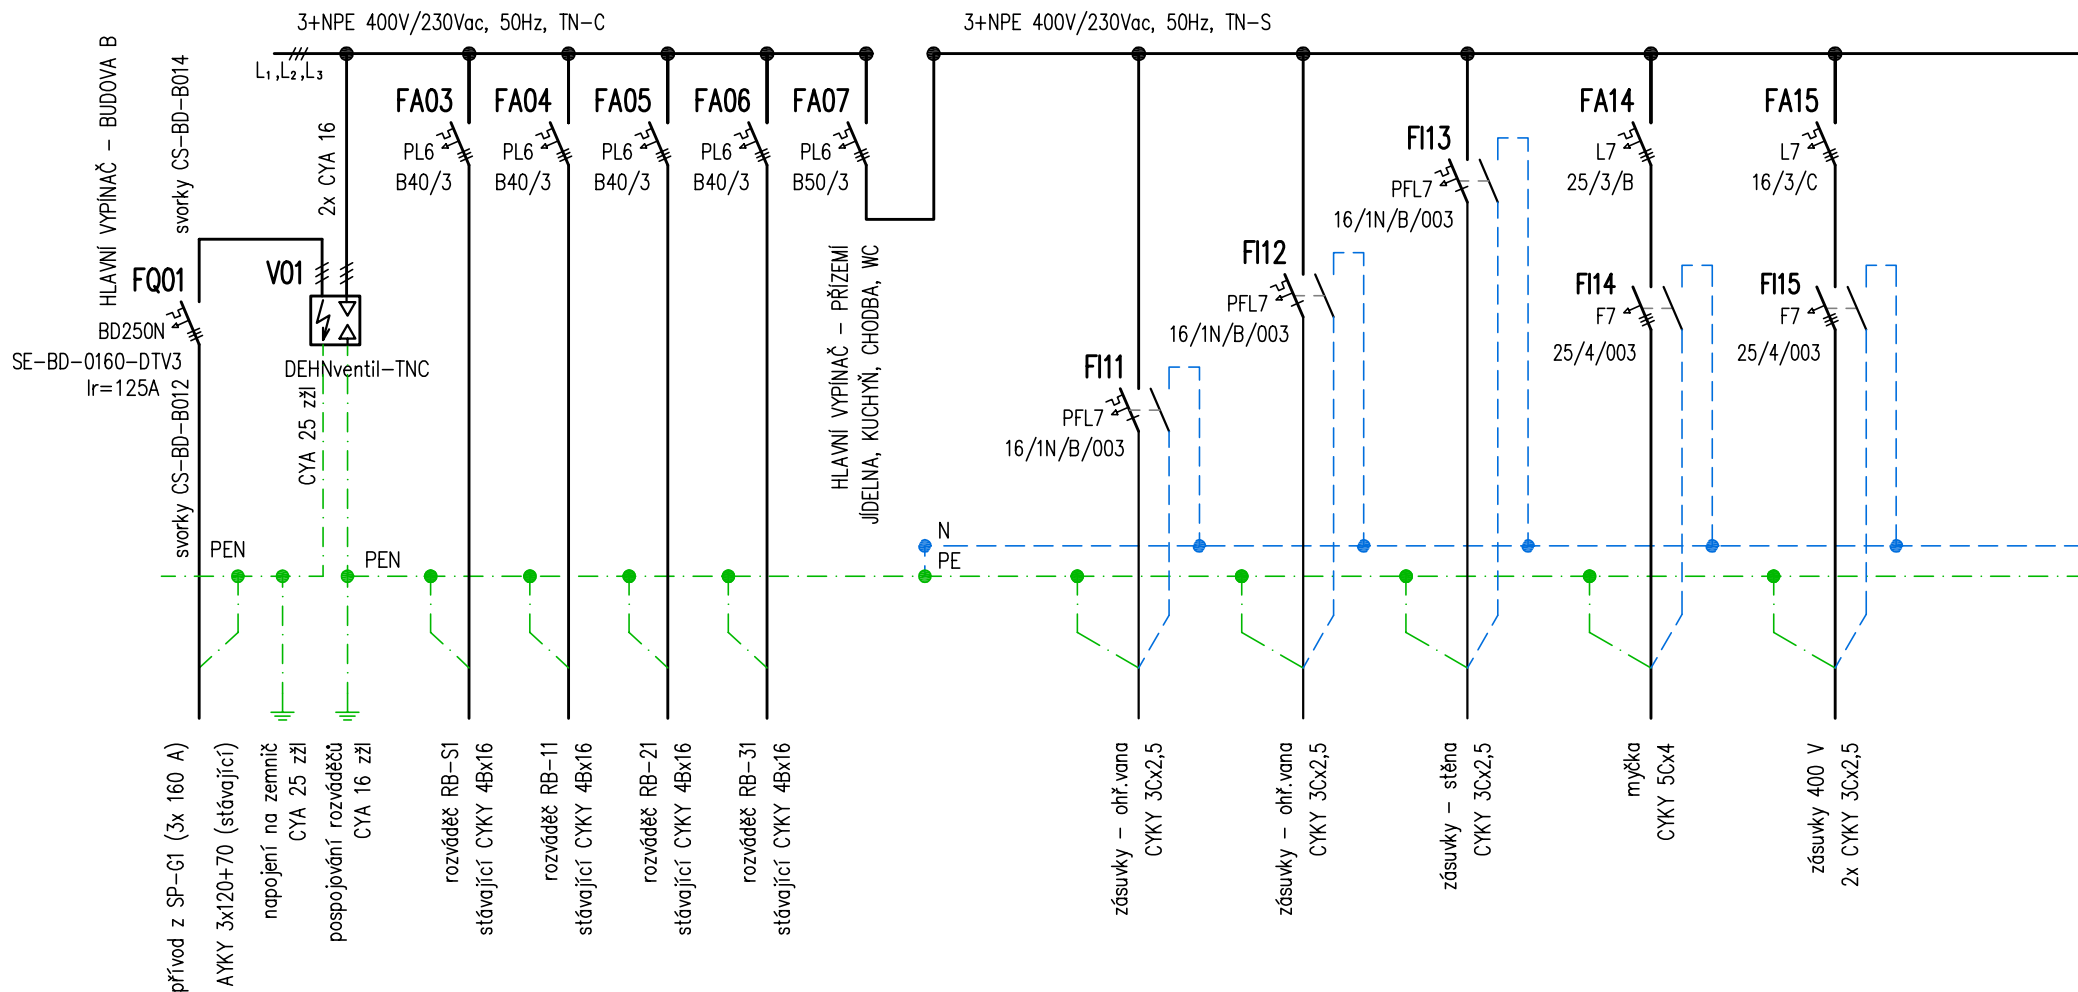 3+NPE 400V/230Vac, 50Hz, TN-C
3+NPE 400V/230Vac, 50Hz, TN-S
L₁,L₂,L₃
HLAVNÍ VYPÍNAČ - BUDOVA B
svorky CS-BD-B014
2x CYA 16
FQ01
BD250N
SE-BD-0160-DTV3
Ir=125A
svorky CS-BD-B012
V01
DEHNventil-TNC
CYA 25 zžl
FA03
PL6
B40/3
FA04
PL6
B40/3
FA05
PL6
B40/3
FA06
PL6
B40/3
FA07
PL6
B50/3
HLAVNÍ VYPÍNAČ - PŘÍZEMÍ
JÍDELNA, KUCHYŇ, CHODBA, WC
FI11
PFL7
16/1N/B/003
FI12
PFL7
16/1N/B/003
FI13
PFL7
16/1N/B/003
FA14
L7
25/3/B
FI14
F7
25/4/003
FA15
L7
16/3/C
FI15
F7
25/4/003
PEN
PEN
N
PE
přívod z SP-G1 (3x 160 A)
AYKY 3x120+70 (stávající)
napojení na zemnič
CYA 25 zžl
pospojování rozváděčů
CYA 16 zžl
rozváděč RB-S1
stávající CYKY 4Bx16
rozváděč RB-11
stávající CYKY 4Bx16
rozváděč RB-21
stávající CYKY 4Bx16
rozváděč RB-31
stávající CYKY 4Bx16
zásuvky - ohř.vana
CYKY 3Cx2,5
zásuvky - ohř.vana
CYKY 3Cx2,5
zásuvky - stěna
CYKY 3Cx2,5
myčka
CYKY 5Cx4
zásuvky 400 V
2x CYKY 3Cx2,5